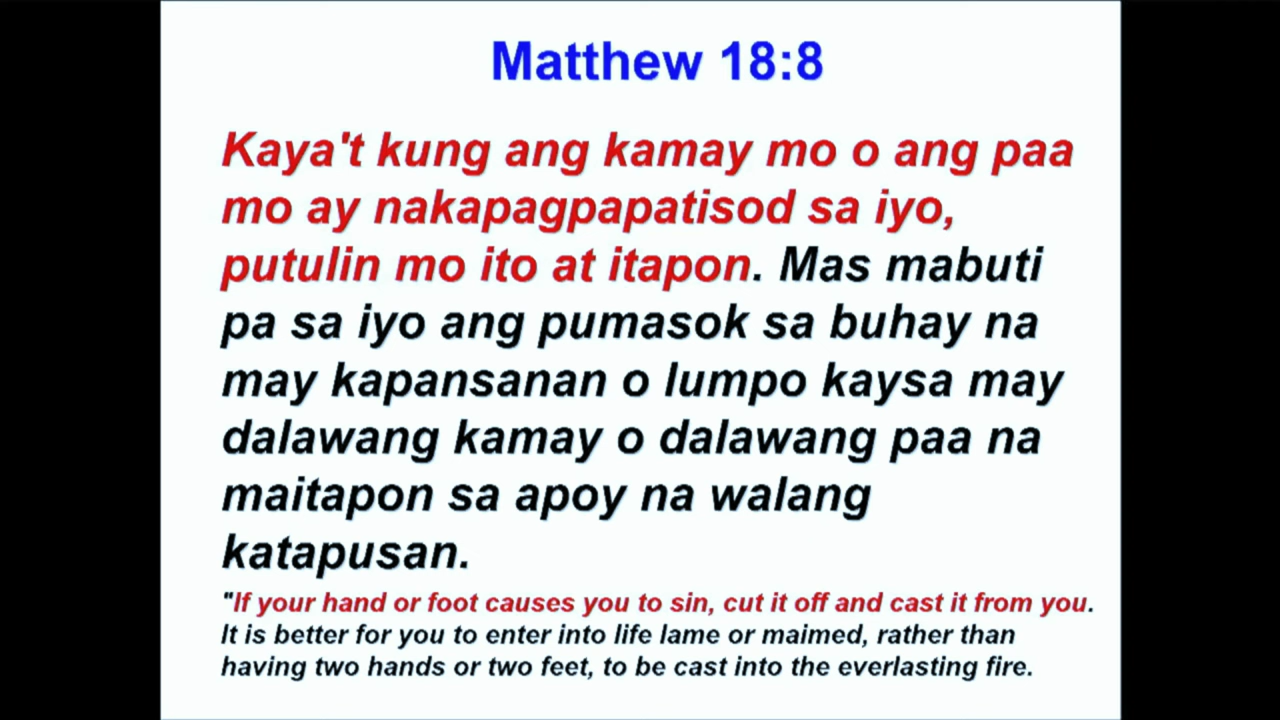 Matthew 18:8
Kaya't kung ang kamay mo o ang paa
mo ay nakapagpapatisod sa iyo,
putulin mo ito at itapon. Mas mabuti
pa sa iyo ang pumasok sa buhay na
may kapansanan o lumpo kaysa may
dalawang kamay o dalawang paa na
maitapon sa apoy na walang
katapusan.
"If your hand or foot causes you to sin, cut it off and cast it from you.
It is better for you to enter into life lame or maimed, rather than
having two hands or two feet, to be cast into the everlasting fire.